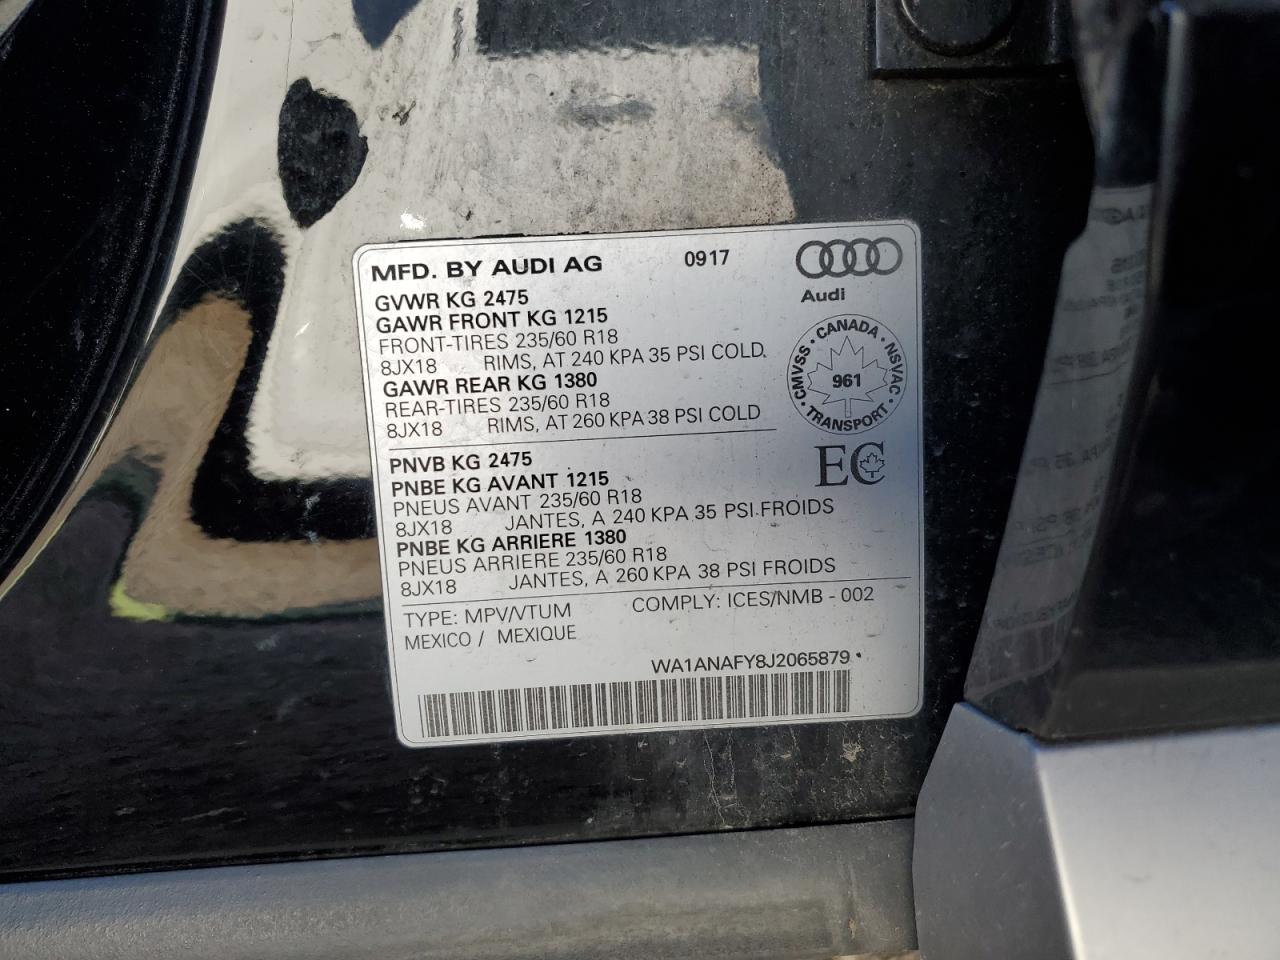 MFD. BY AUDI AG 0917
Audi
GVWR KG 2475
GAWR FRONT KG 1215
FRONT-TIRES 235/60 R18
8JX18 RIMS, AT 240 KPA 35 PSI COLD.
GAWR REAR KG 1380
REAR-TIRES 235/60 R18
8JX18 RIMS, AT 260 KPA 38 PSI COLD
CMVSS · CANADA · NSVAC · TRANSPORT ·
961
EC
PNVB KG 2475
PNBE KG AVANT 1215
PNEUS AVANT 235/60 R18
8JX18 JANTES, A 240 KPA 35 PSI FROIDS
PNBE KG ARRIERE 1380
PNEUS ARRIERE 235/60 R18
8JX18 JANTES, A 260 KPA 38 PSI FROIDS
TYPE: MPV/VTUM COMPLY: ICES/NMB - 002
MEXICO / MEXIQUE
WA1ANAFY8J2065879